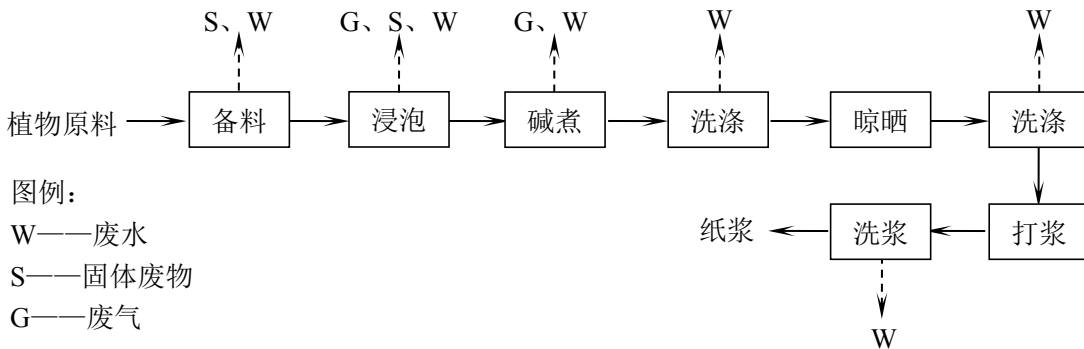 S、W
G、S、W
G、W
W
W
植物原料
备料
浸泡
碱煮
洗涤
晾晒
洗涤
图例：
W——废水
S——固体废物
G——废气
纸浆
洗浆
打浆
W